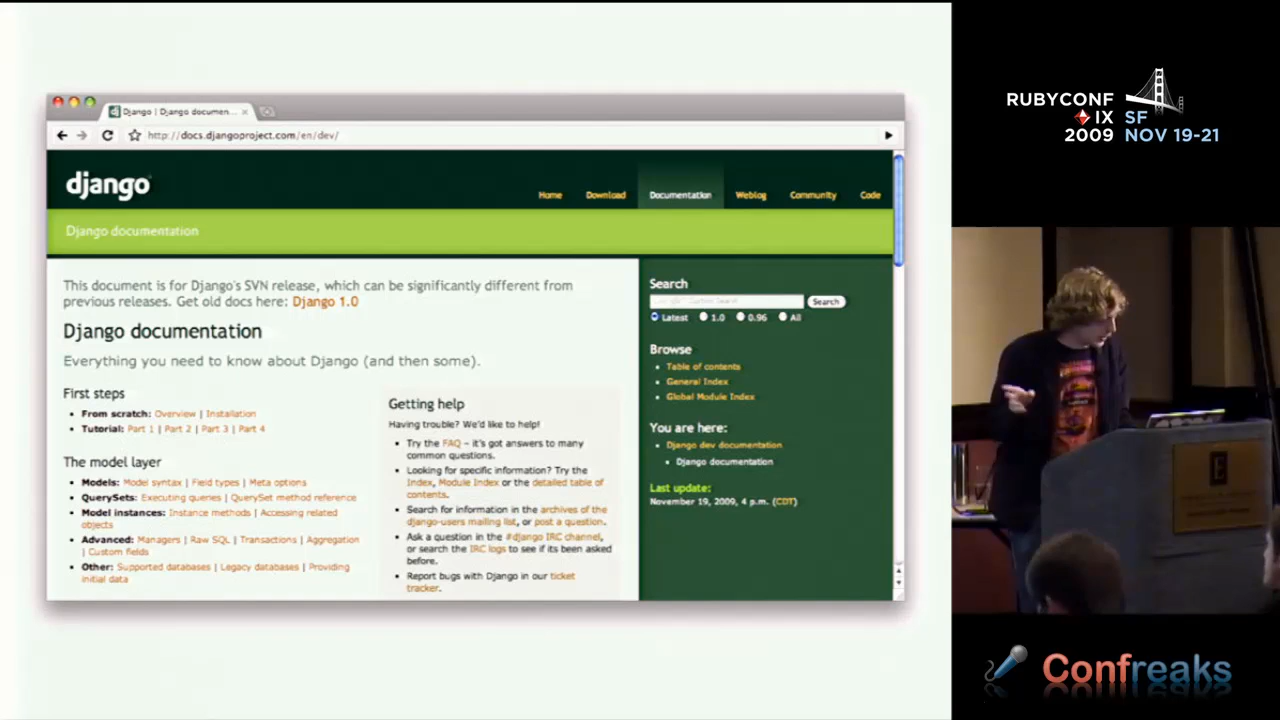 Django | Django documen...
http://docs.djangoproject.com/en/dev/
django
Home Download Documentation Weblog Community Code
Django documentation
This document is for Django's SVN release, which can be significantly different from
previous releases. Get old docs here: Django 1.0
Django documentation
Everything you need to know about Django (and then some).
First steps
From scratch: Overview | Installation
Tutorial: Part 1 | Part 2 | Part 3 | Part 4
The model layer
Models: Model syntax | Field types | Meta options
QuerySets: Executing queries | QuerySet method reference
Model instances: Instance methods | Accessing related
objects
Advanced: Managers | Raw SQL | Transactions | Aggregation
| Custom fields
Other: Supported databases | Legacy databases | Providing
initial data
Getting help
Having trouble? We'd like to help!
Try the FAQ – it's got answers to many
common questions.
Looking for specific information? Try the
Index, Module Index or the detailed table of
contents.
Search for information in the archives of the
django-users mailing list, or post a question.
Ask a question in the #django IRC channel,
or search the IRC logs to see if its been asked
before.
Report bugs with Django in our ticket
tracker.
Search
Search
Latest 1.0 0.96 All
Browse
Table of contents
General Index
Global Module Index
You are here:
Django dev documentation
Django documentation
Last update:
November 19, 2009, 4 p.m. (CDT)
RUBYCONF
IX SF
2009 NOV 19-21
Confreaks